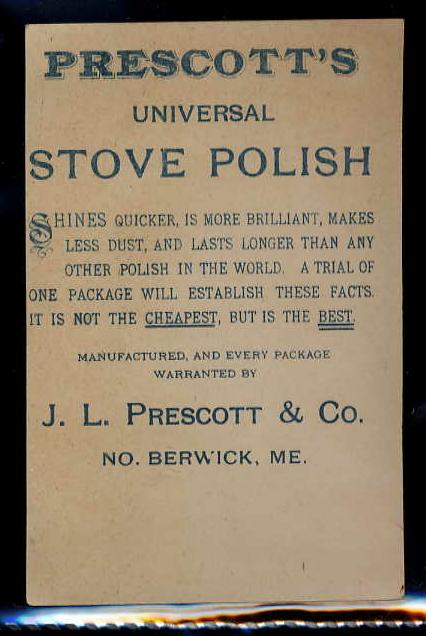 PRESCOTT'S
UNIVERSAL
STOVE POLISH
SHINES QUICKER, IS MORE BRILLIANT, MAKES
LESS DUST, AND LASTS LONGER THAN ANY
OTHER POLISH IN THE WORLD. A TRIAL OF
ONE PACKAGE WILL ESTABLISH THESE FACTS.
IT IS NOT THE CHEAPEST, BUT IS THE BEST.
MANUFACTURED, AND EVERY PACKAGE
WARRANTED BY
J. L. PRESCOTT & CO.
NO. BERWICK, ME.